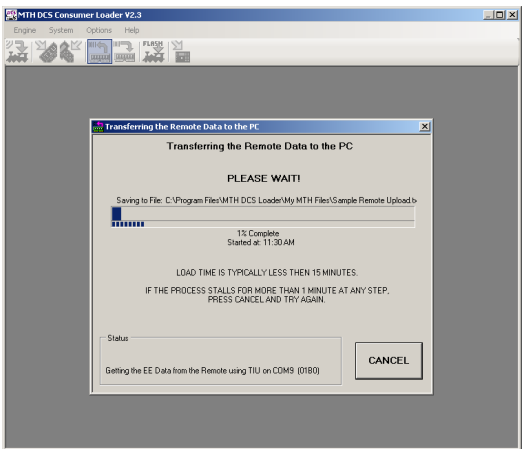 MTH DCS Consumer Loader V2.3
Engine System Options Help
FLASH
Transferring the Remote Data to the PC
Transferring the Remote Data to the PC
PLEASE WAIT!
Saving to File: C:\Program Files\MTH DCS Loader\My MTH Files\Sample Remote Upload.t
1% Complete
Started at: 11:30 AM
LOAD TIME IS TYPICALLY LESS THEN 15 MINUTES.
IF THE PROCESS STALLS FOR MORE THAN 1 MINUTE AT ANY STEP,
PRESS CANCEL AND TRY AGAIN.
Status
Getting the EE Data from the Remote using TIU on COM9 (01B0)
CANCEL